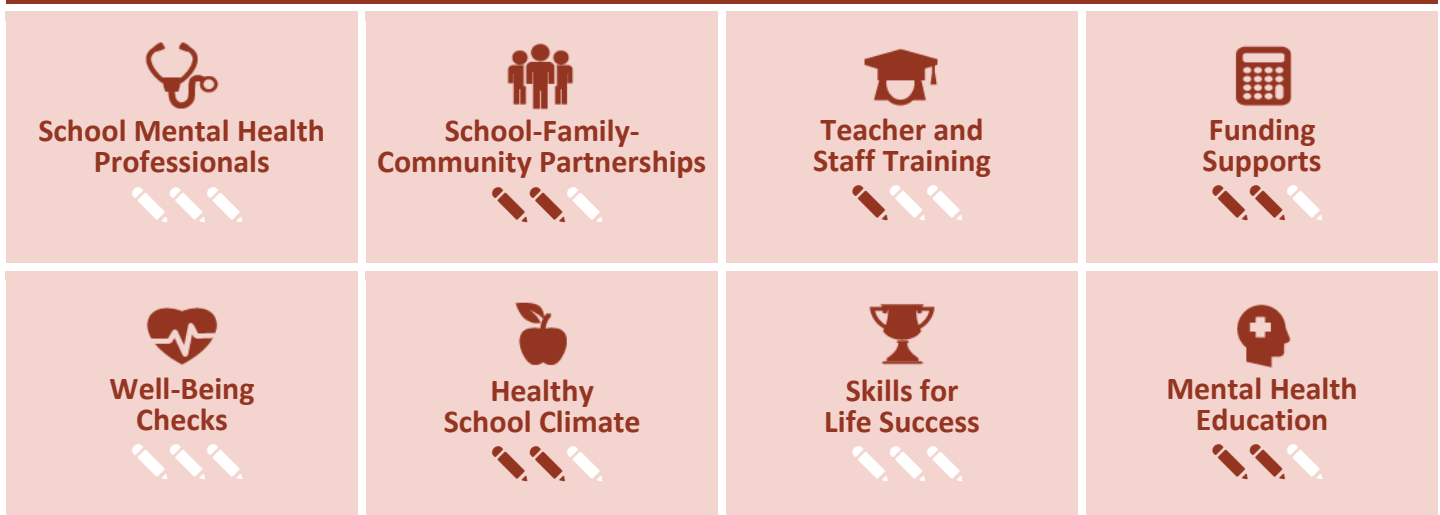 School Mental Health
Professionals
School-Family-
Community Partnerships
Teacher and
Staff Training
Funding
Supports
Well-Being
Checks
Healthy
School Climate
Skills for
Life Success
Mental Health
Education